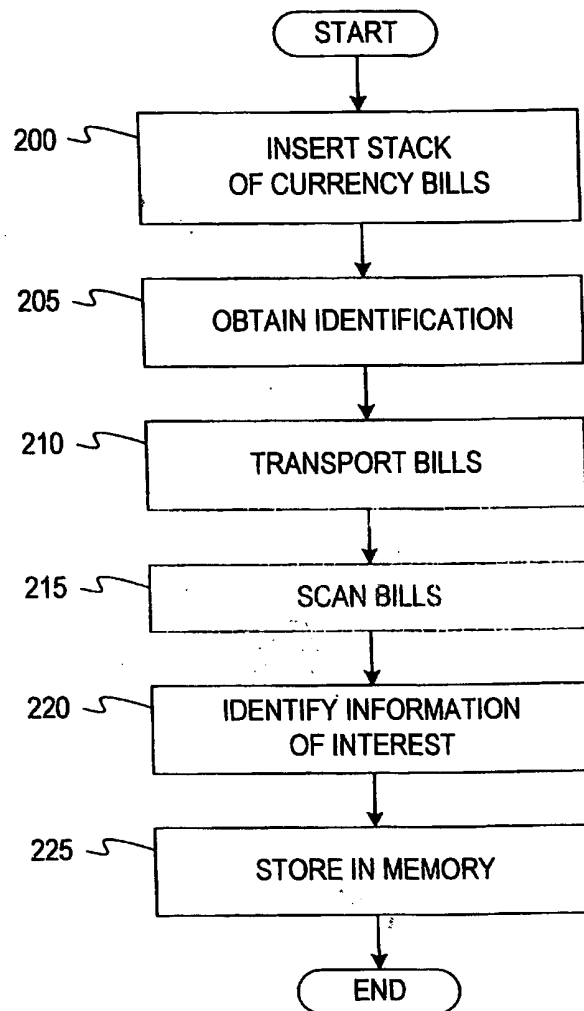 START
200
INSERT STACK
OF CURRENCY BILLS
205
OBTAIN IDENTIFICATION
210
TRANSPORT BILLS
215
SCAN BILLS
220
IDENTIFY INFORMATION
OF INTEREST
225
STORE IN MEMORY
END